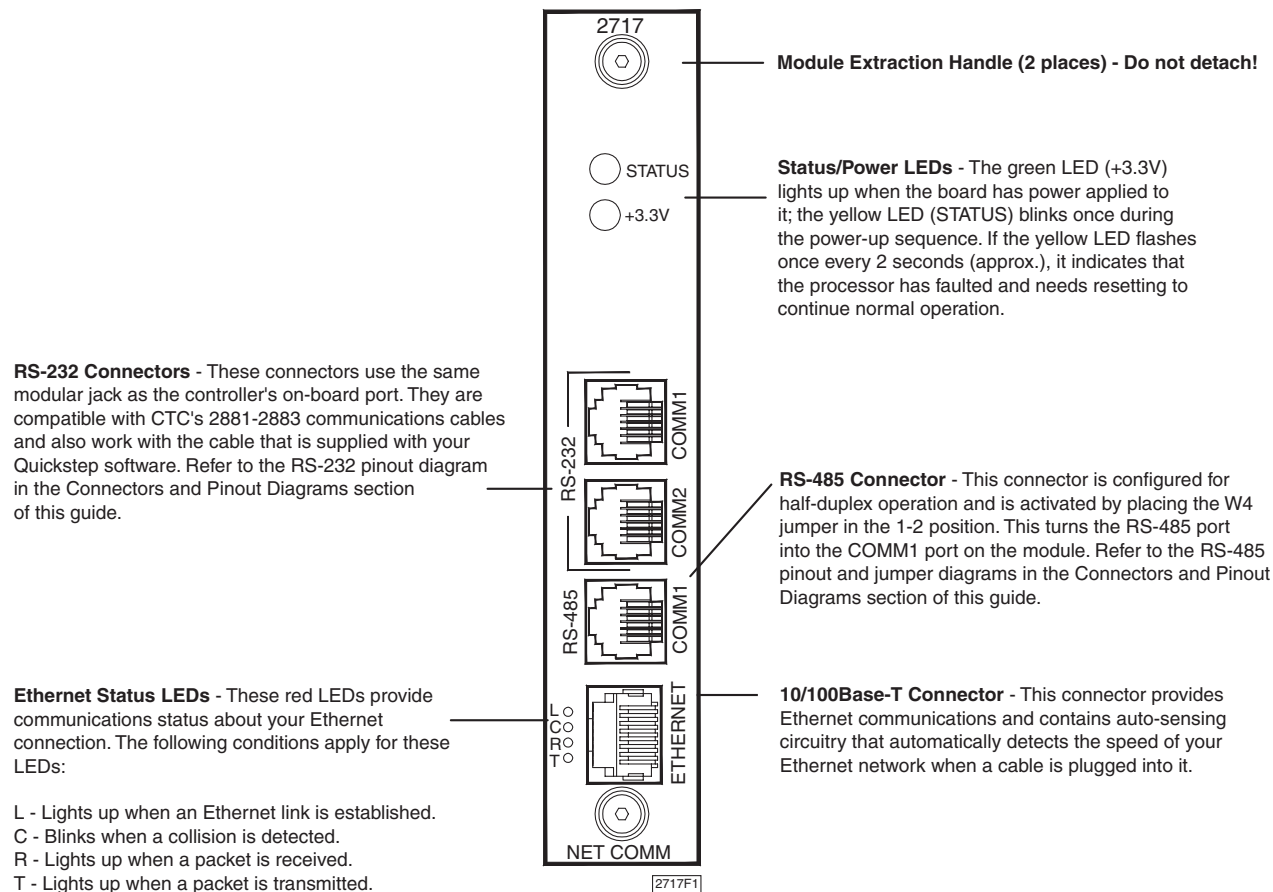 2717
Module Extraction Handle (2 places) - Do not detach!
STATUS
+3.3V
Status/Power LEDs - The green LED (+3.3V)
lights up when the board has power applied to
it; the yellow LED (STATUS) blinks once during
the power-up sequence. If the yellow LED flashes
once every 2 seconds (approx.), it indicates that
the processor has faulted and needs resetting to
continue normal operation.
RS-232 Connectors - These connectors use the same
modular jack as the controller's on-board port. They are
compatible with CTC's 2881-2883 communications cables
and also work with the cable that is supplied with your
Quickstep software. Refer to the RS-232 pinout diagram
in the Connectors and Pinout Diagrams section
of this guide.
RS-232
COMM1
COMM2
RS-485 Connector - This connector is configured for
half-duplex operation and is activated by placing the W4
jumper in the 1-2 position. This turns the RS-485 port
into the COMM1 port on the module. Refer to the RS-485
pinout and jumper diagrams in the Connectors and Pinout
Diagrams section of this guide.
RS-485
COMM1
Ethernet Status LEDs - These red LEDs provide
communications status about your Ethernet
connection. The following conditions apply for these
LEDs:
L - Lights up when an Ethernet link is established.
C - Blinks when a collision is detected.
R - Lights up when a packet is received.
T - Lights up when a packet is transmitted.
L
C
R
T
ETHERNET
10/100Base-T Connector - This connector provides
Ethernet communications and contains auto-sensing
circuitry that automatically detects the speed of your
Ethernet network when a cable is plugged into it.
NET COMM
2717F1